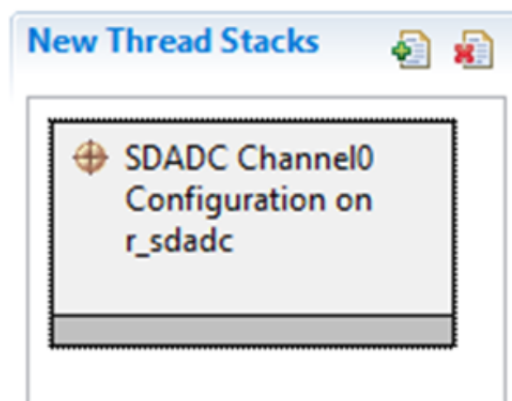 New Thread Stacks
SDADC Channel0
Configuration on
r_sdadc